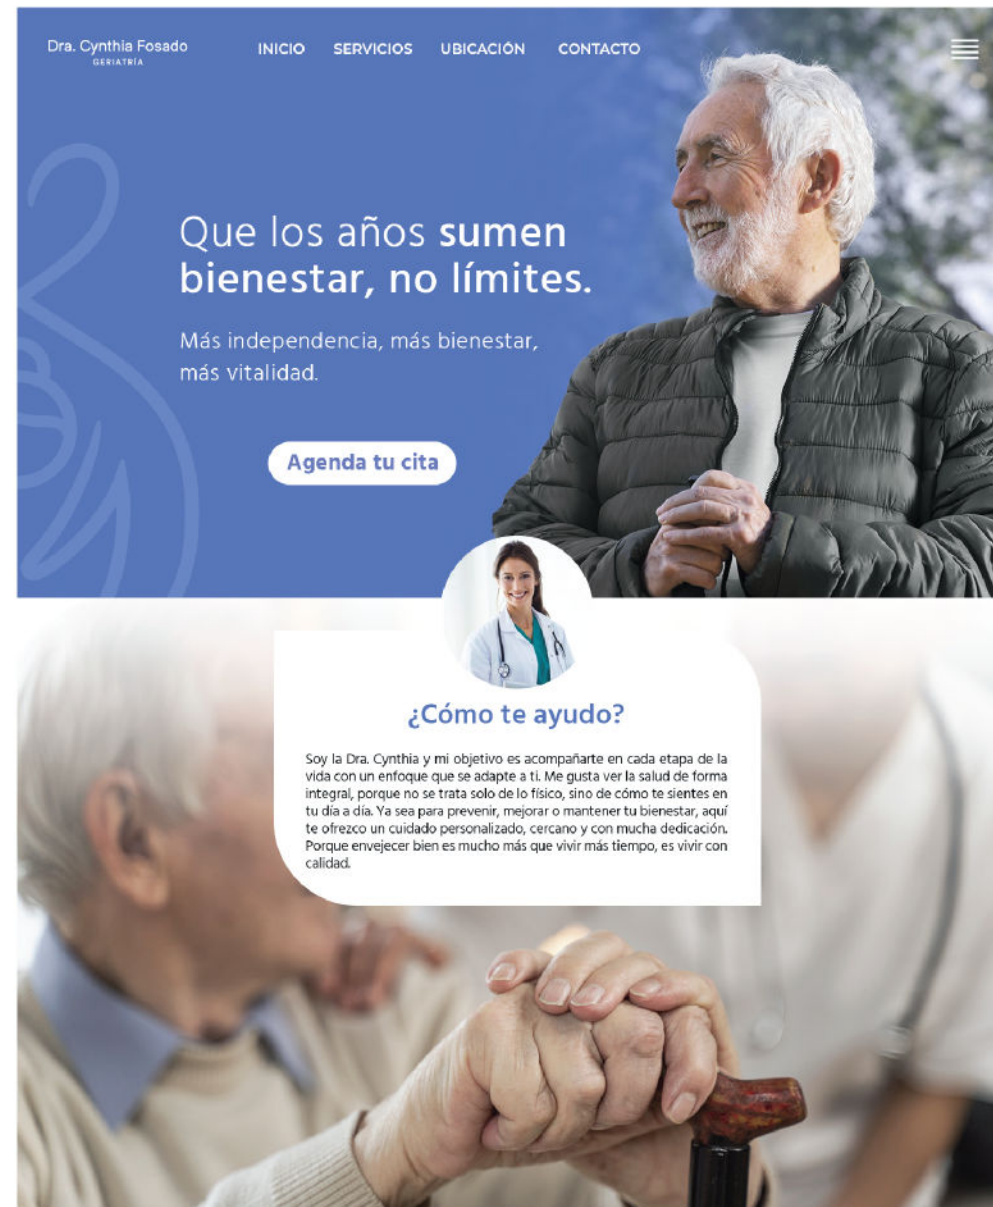 Dra. Cynthia Fosado
GERIATRÍA
INICIO SERVICIOS UBICACIÓN CONTACTO
Que los años sumen
bienestar, no límites.
Más independencia, más bienestar,
más vitalidad.
Agenda tu cita
¿Cómo te ayudo?
Soy la Dra. Cynthia y mi objetivo es acompañarte en cada etapa de la
vida con un enfoque que se adapte a ti. Me gusta ver la salud de forma
integral, porque no se trata solo de lo físico, sino de cómo te sientes en
tu día a día. Ya sea para prevenir, mejorar o mantener tu bienestar, aquí
te ofrezco un cuidado personalizado, cercano y con mucha dedicación.
Porque envejecer bien es mucho más que vivir más tiempo, es vivir con
calidad.